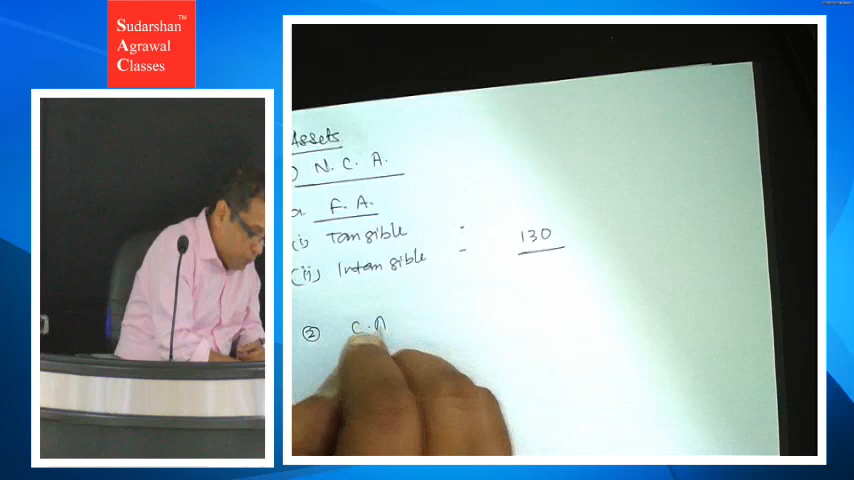 Sudarshan™
Agrawal
Classes
Assets
) N. C. A.
a. F. A.
(i) Tangible -
(ii) Intangible - 130
② C.A